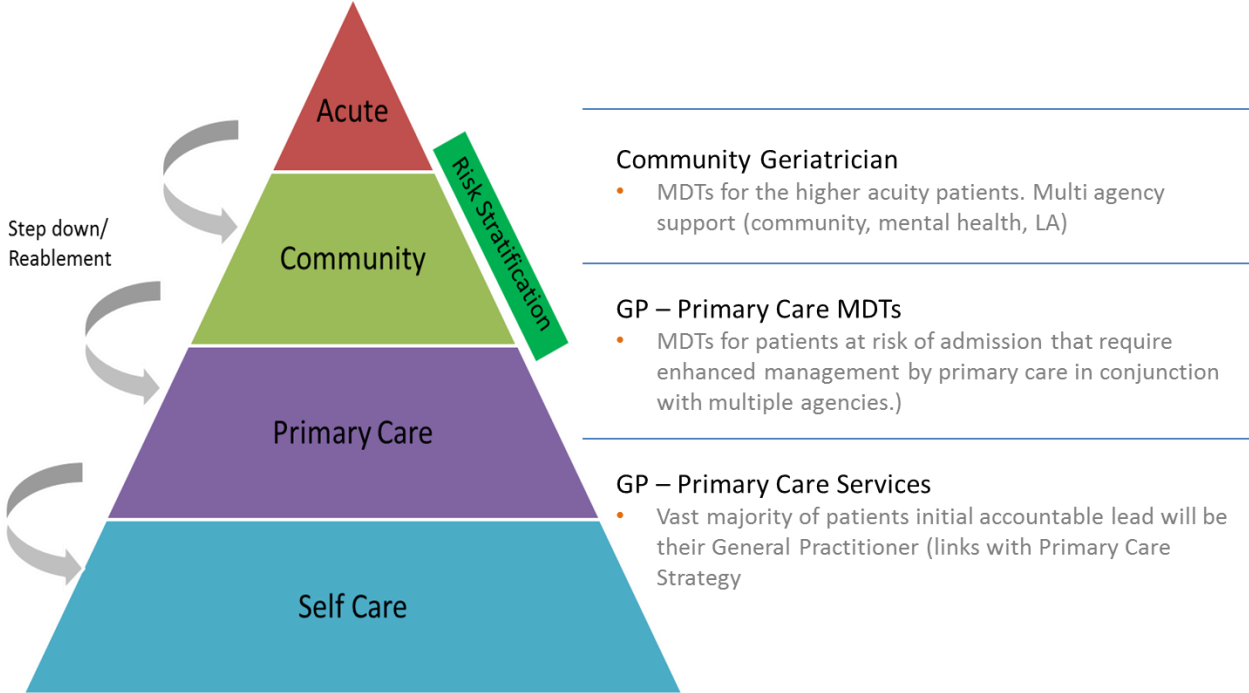 Acute
Community
Primary Care
Self Care
Step down/
Reablement
Risk Stratification
Community Geriatrician
• MDTs for the higher acuity patients. Multi agency
support (community, mental health, LA)
GP – Primary Care MDTs
• MDTs for patients at risk of admission that require
enhanced management by primary care in conjunction
with multiple agencies.)
GP – Primary Care Services
• Vast majority of patients initial accountable lead will be
their General Practitioner (links with Primary Care
Strategy